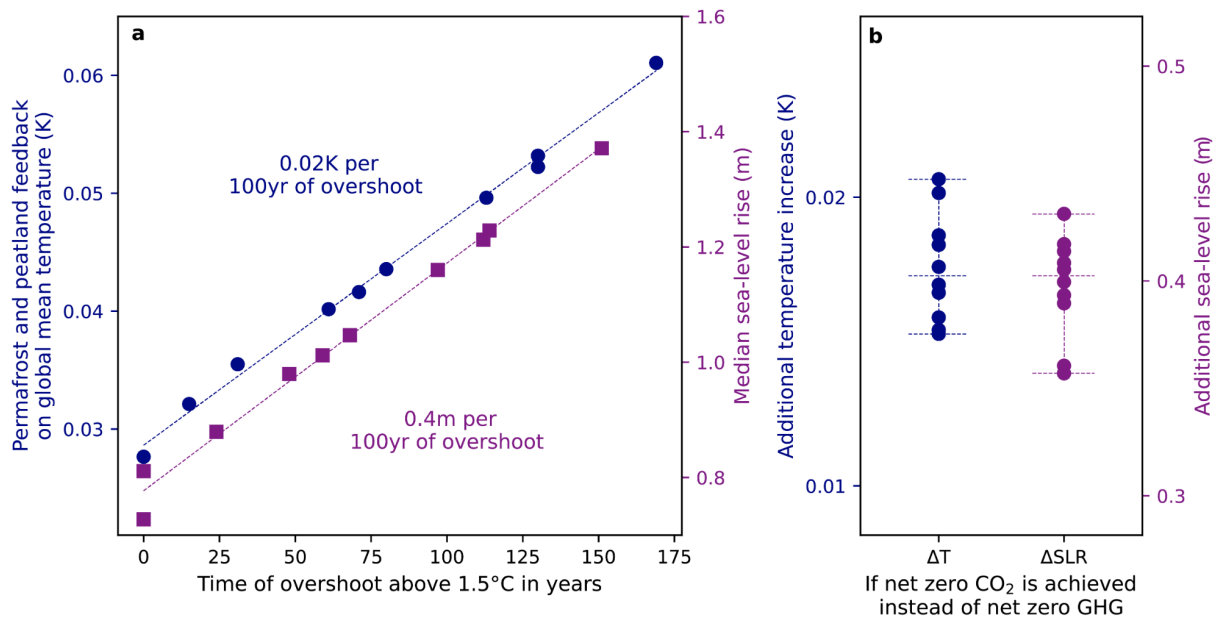 a
Permafrost and peatland feedback
on global mean temperature (K)
0.06
0.05
0.04
0.03
0.02K per
100yr of overshoot
0.4m per
100yr of overshoot
1.6
1.4
1.2
1.0
0.8
Median sea-level rise (m)
0
25
50
75
100
125
150
175
Time of overshoot above 1.5°C in years
b
Additional temperature increase (K)
0.02
0.01
0.5
0.4
0.3
Additional sea-level rise (m)
ΔT
ΔSLR
If net zero CO₂ is achieved
instead of net zero GHG